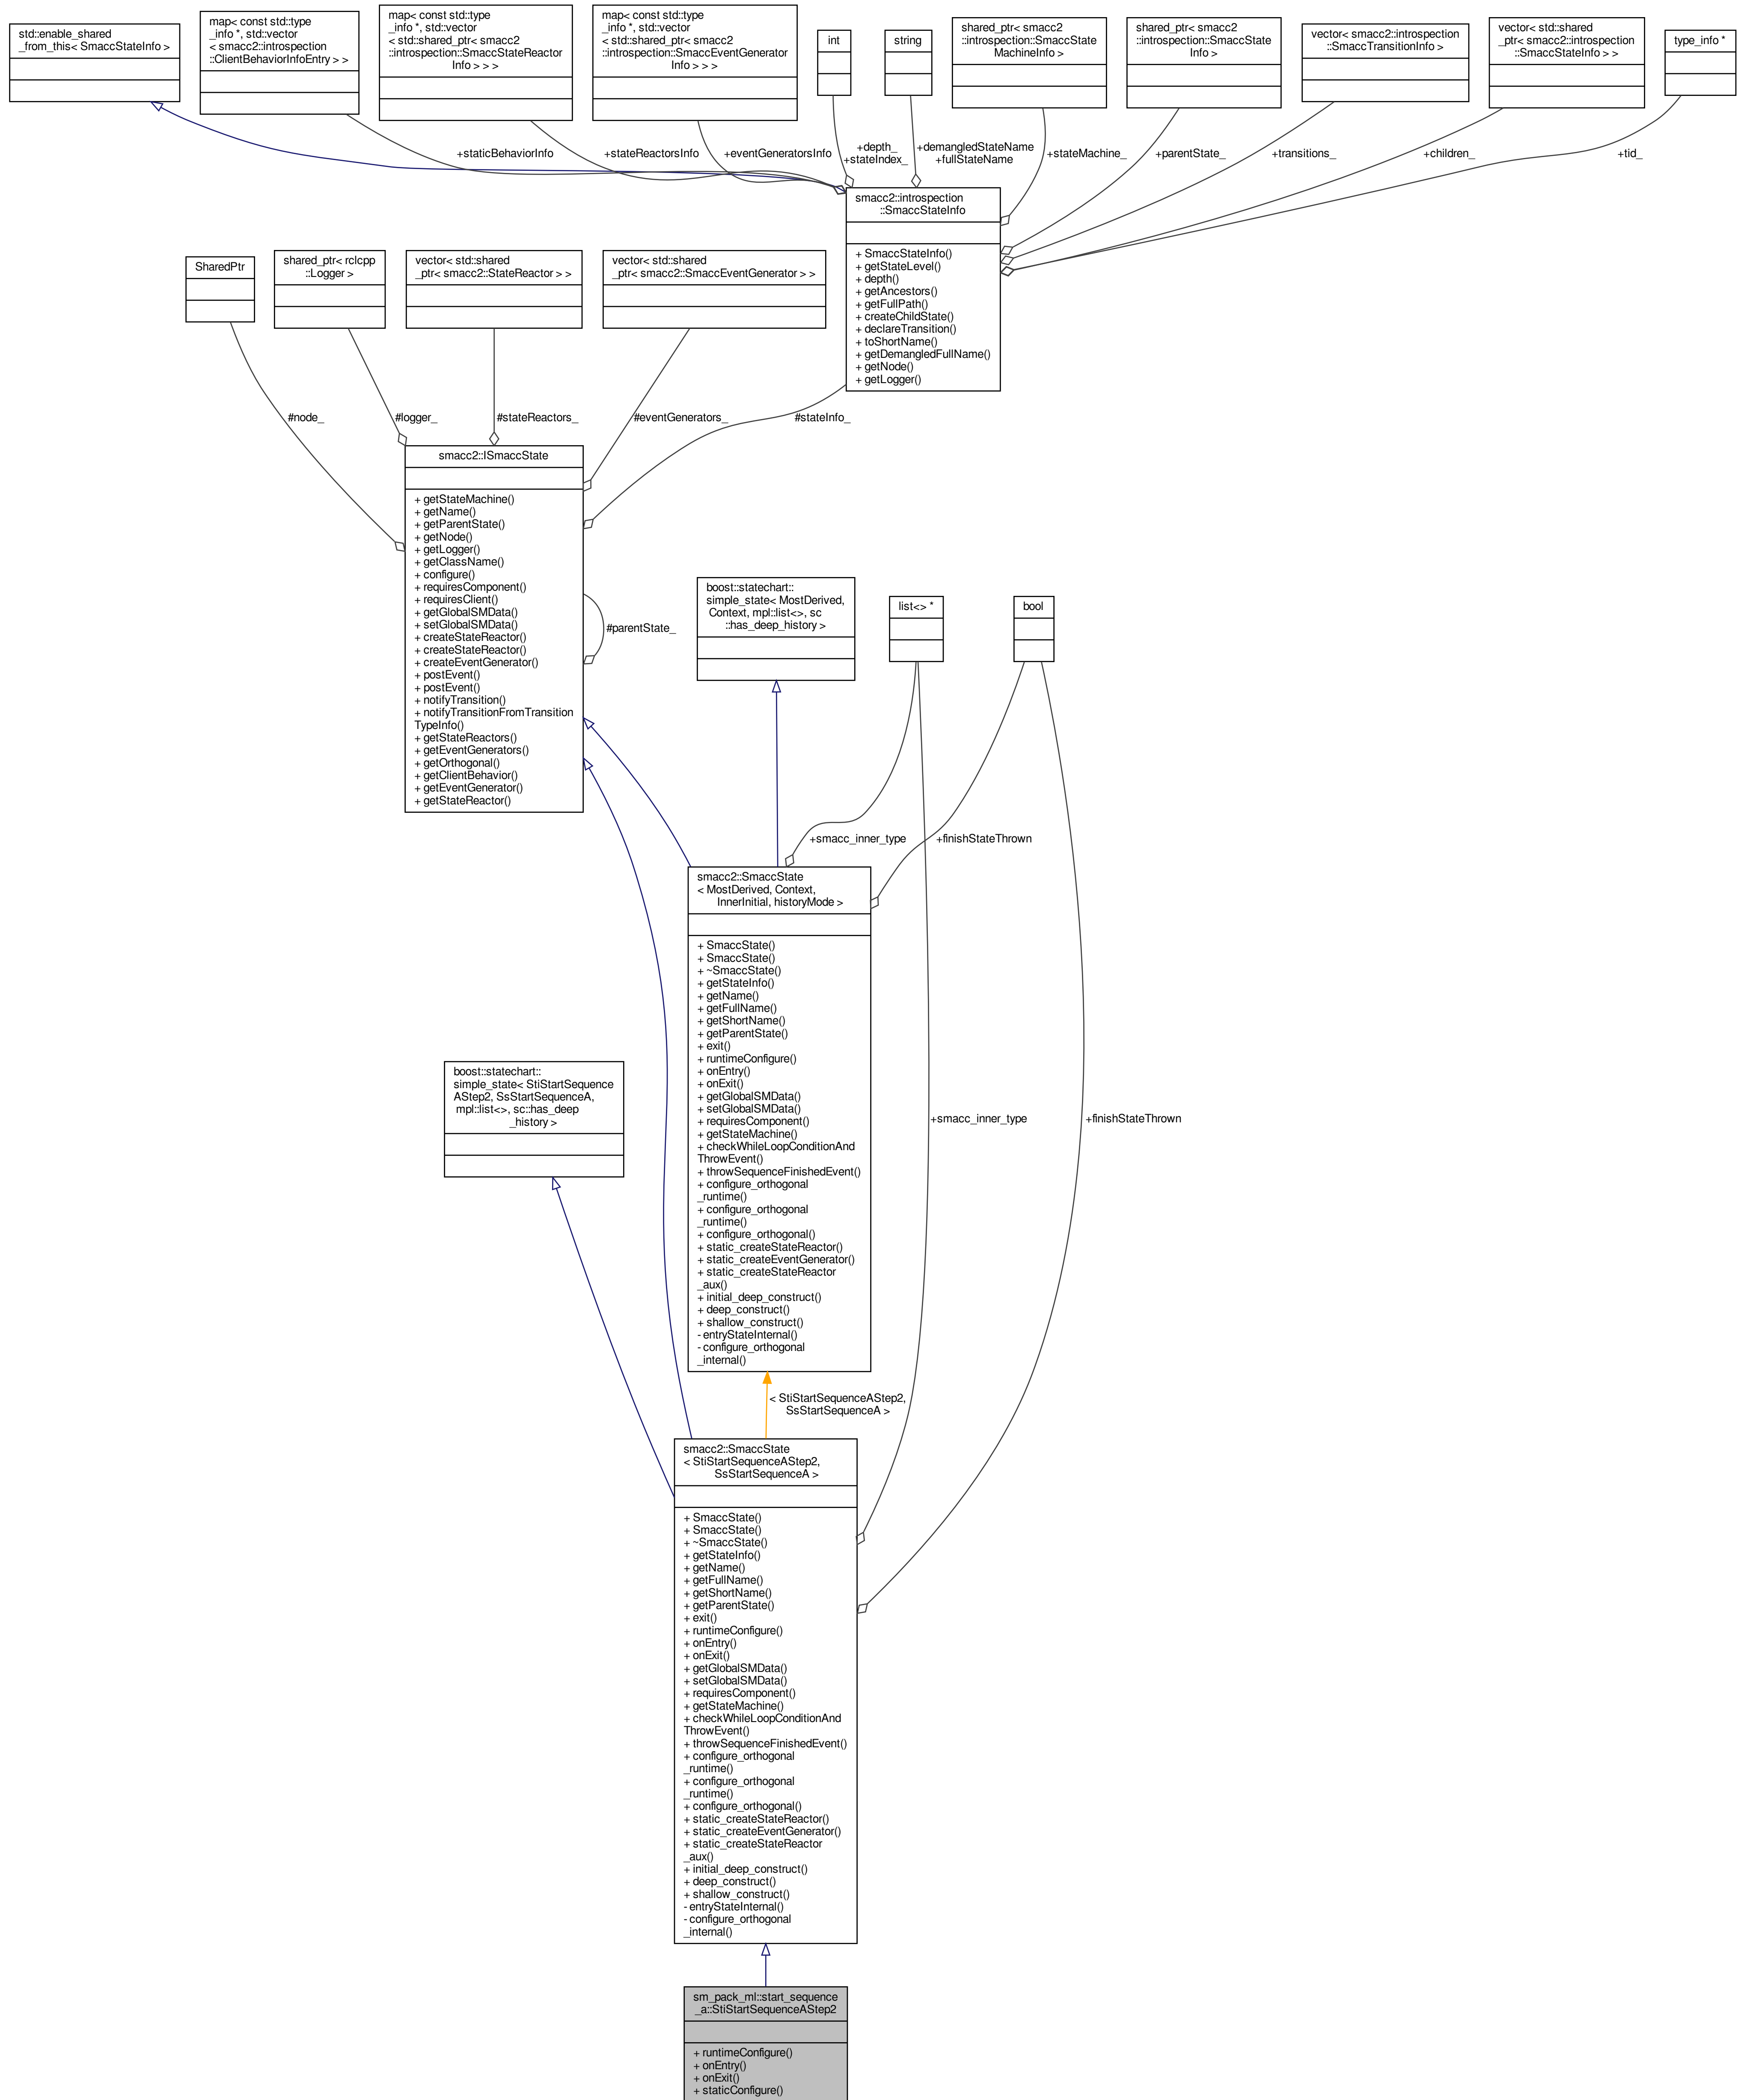 std::enable_shared
_from_this< SmaccStateInfo >
map< const std::type
_info *, std::vector
< smacc2::introspection
::ClientBehaviorInfoEntry > >
map< const std::type
_info *, std::vector
< std::shared_ptr< smacc2
::introspection::SmaccStateReactor
Info > > >
map< const std::type
_info *, std::vector
< std::shared_ptr< smacc2
::introspection::SmaccEventGenerator
Info > > >
int
string
shared_ptr< smacc2
::introspection::SmaccState
MachineInfo >
shared_ptr< smacc2
::introspection::SmaccState
Info >
vector< smacc2::introspection
::SmaccTransitionInfo >
vector< std::shared
_ptr< smacc2::introspection
::SmaccStateInfo > >
type_info *
+staticBehaviorInfo
+stateReactorsInfo
+eventGeneratorsInfo
+depth_
+stateIndex_
+demangledStateName
+fullStateName
+stateMachine_
+parentState_
+transitions_
+children_
+tid_
smacc2::introspection
::SmaccStateInfo
+ SmaccStateInfo()
+ getStateLevel()
+ depth()
+ getAncestors()
+ getFullPath()
+ createChildState()
+ declareTransition()
+ toShortName()
+ getDemangledFullName()
+ getNode()
+ getLogger()
SharedPtr
shared_ptr< rclcpp
::Logger >
vector< std::shared
_ptr< smacc2::StateReactor > >
vector< std::shared
_ptr< smacc2::SmaccEventGenerator > >
#node_
#logger_
#stateReactors_
#eventGenerators_
#stateInfo_
smacc2::ISmaccState
+ getStateMachine()
+ getName()
+ getParentState()
+ getNode()
+ getLogger()
+ getClassName()
+ configure()
+ requiresComponent()
+ requiresClient()
+ getGlobalSMData()
+ setGlobalSMData()
+ createStateReactor()
+ createStateReactor()
+ createEventGenerator()
+ postEvent()
+ postEvent()
+ notifyTransition()
+ notifyTransitionFromTransition
TypeInfo()
+ getStateReactors()
+ getEventGenerators()
+ getOrthogonal()
+ getClientBehavior()
+ getEventGenerator()
+ getStateReactor()
#parentState_
boost::statechart::
simple_state< MostDerived,
Context, mpl::list<>, sc
::has_deep_history >
list<> *
bool
+smacc_inner_type
+finishStateThrown
smacc2::SmaccState
< MostDerived, Context,
InnerInitial, historyMode >
+ SmaccState()
+ SmaccState()
+ ~SmaccState()
+ getStateInfo()
+ getName()
+ getFullName()
+ getShortName()
+ getParentState()
+ exit()
+ runtimeConfigure()
+ onEntry()
+ onExit()
+ getGlobalSMData()
+ setGlobalSMData()
+ requiresComponent()
+ getStateMachine()
+ checkWhileLoopConditionAnd
ThrowEvent()
+ throwSequenceFinishedEvent()
+ configure_orthogonal
_runtime()
+ configure_orthogonal
_runtime()
+ configure_orthogonal()
+ static_createStateReactor()
+ static_createEventGenerator()
+ static_createStateReactor
_aux()
+ initial_deep_construct()
+ deep_construct()
+ shallow_construct()
- entryStateInternal()
- configure_orthogonal
_internal()
boost::statechart::
simple_state< StiStartSequence
AStep2, SsStartSequenceA,
mpl::list<>, sc::has_deep
_history >
+smacc_inner_type
+finishStateThrown
< StiStartSequenceAStep2,
SsStartSequenceA >
smacc2::SmaccState
< StiStartSequenceAStep2,
SsStartSequenceA >
+ SmaccState()
+ SmaccState()
+ ~SmaccState()
+ getStateInfo()
+ getName()
+ getFullName()
+ getShortName()
+ getParentState()
+ exit()
+ runtimeConfigure()
+ onEntry()
+ onExit()
+ getGlobalSMData()
+ setGlobalSMData()
+ requiresComponent()
+ getStateMachine()
+ checkWhileLoopConditionAnd
ThrowEvent()
+ throwSequenceFinishedEvent()
+ configure_orthogonal
_runtime()
+ configure_orthogonal
_runtime()
+ configure_orthogonal()
+ static_createStateReactor()
+ static_createEventGenerator()
+ static_createStateReactor
_aux()
+ initial_deep_construct()
+ deep_construct()
+ shallow_construct()
- entryStateInternal()
- configure_orthogonal
_internal()
sm_pack_ml::start_sequence
_a::StiStartSequenceAStep2
+ runtimeConfigure()
+ onEntry()
+ onExit()
+ staticConfigure()